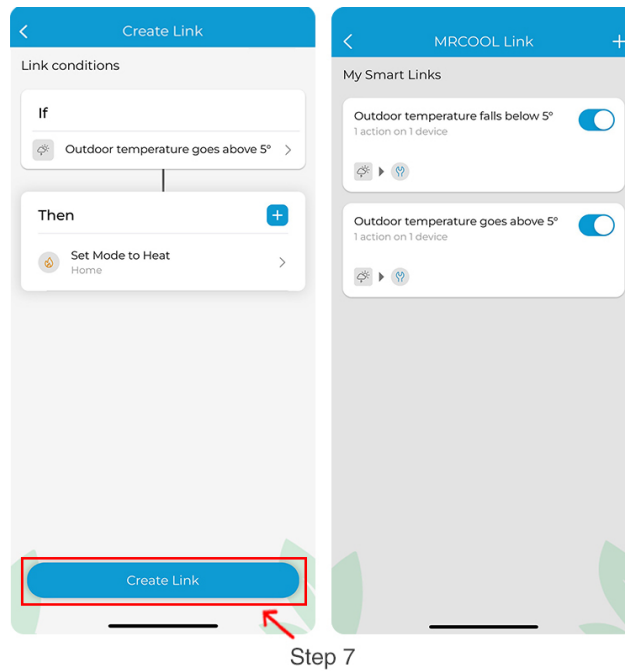 Create Link
Link conditions
If
Outdoor temperature goes above 5°
Then
Set Mode to Heat
Home
Create Link
MRCOOL Link
My Smart Links
Outdoor temperature falls below 5°
1 action on 1 device
Outdoor temperature goes above 5°
1 action on 1 device
Step 7